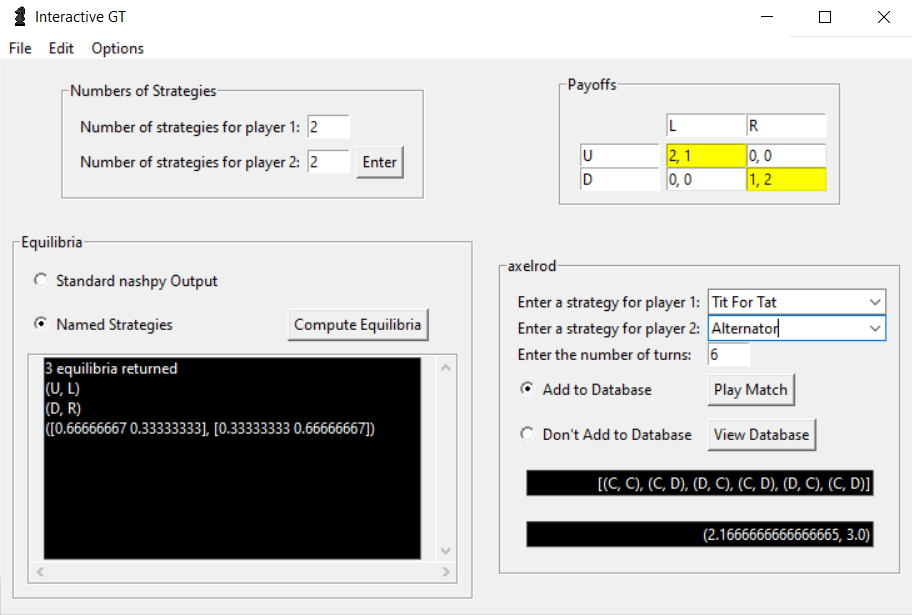 Interactive GT
File Edit Options
Numbers of Strategies
Number of strategies for player 1: 2
Number of strategies for player 2: 2 Enter
Payoffs
L R
U 2, 1 0, 0
D 0, 0 1, 2
Equilibria
Standard nashpy Output
Named Strategies Compute Equilibria
3 equilibria returned
(U, L)
(D, R)
([0.66666667 0.33333333], [0.33333333 0.66666667])
axelrod
Enter a strategy for player 1: Tit For Tat
Enter a strategy for player 2: Alternator
Enter the number of turns: 6
Add to Database Play Match
Don't Add to Database View Database
[(C, C), (C, D), (D, C), (C, D), (D, C), (C, D)]
(2.1666666666666665, 3.0)